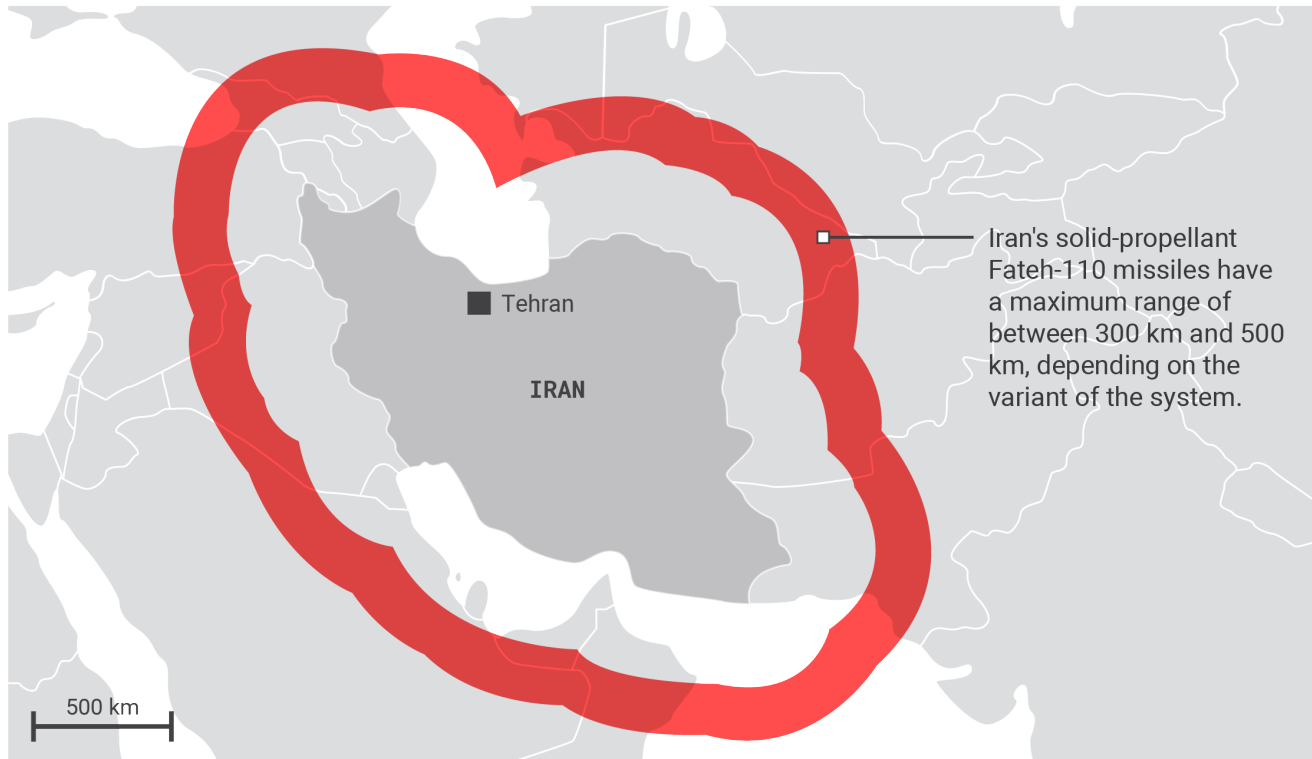 Iran's solid-propellant
Fateh-110 missiles have
a maximum range of
between 300 km and 500
km, depending on the
variant of the system.
Tehran
IRAN
500 km